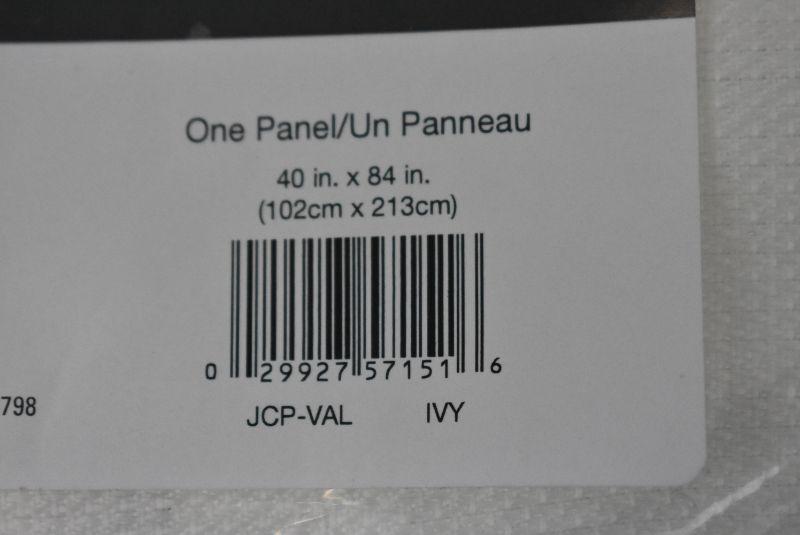 One Panel/Un Panneau
40 in. x 84 in.
(102cm x 213cm)
0 29927 57151 6
798
JCP-VAL IVY